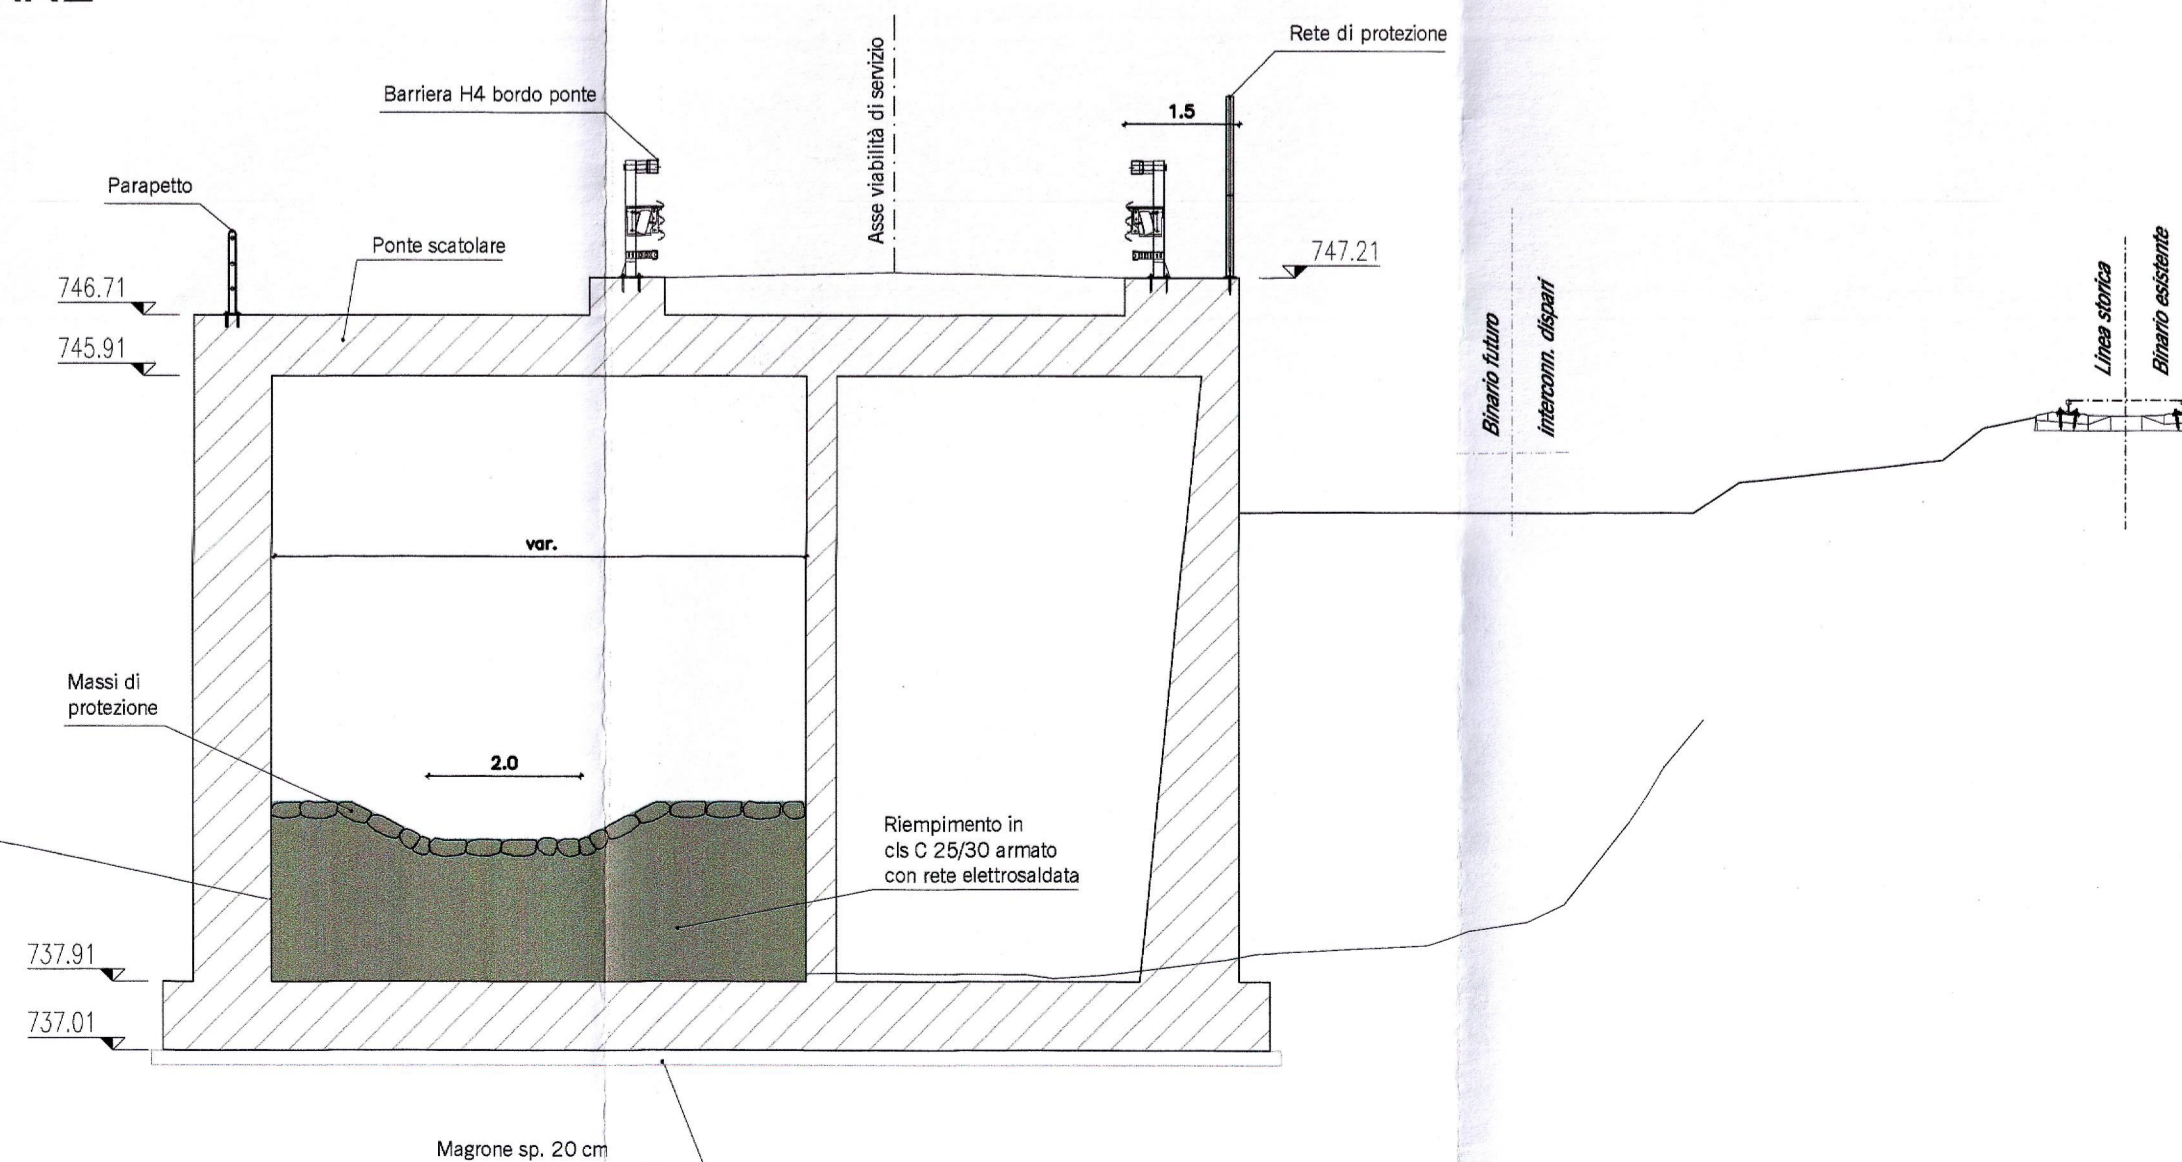 Rete di protezione
Barriera H4 bordo ponte
Asse viabilità di servizio
1.5
Parapetto
Ponte scatolare
746.71
747.21
745.91
Binario futuro
interconn. dispari
Linea storica
Binario esistente
var.
Massi di
protezione
2.0
Riempimento in
cls C 25/30 armato
con rete elettrosaldata
737.91
737.01
Magrone sp. 20 cm